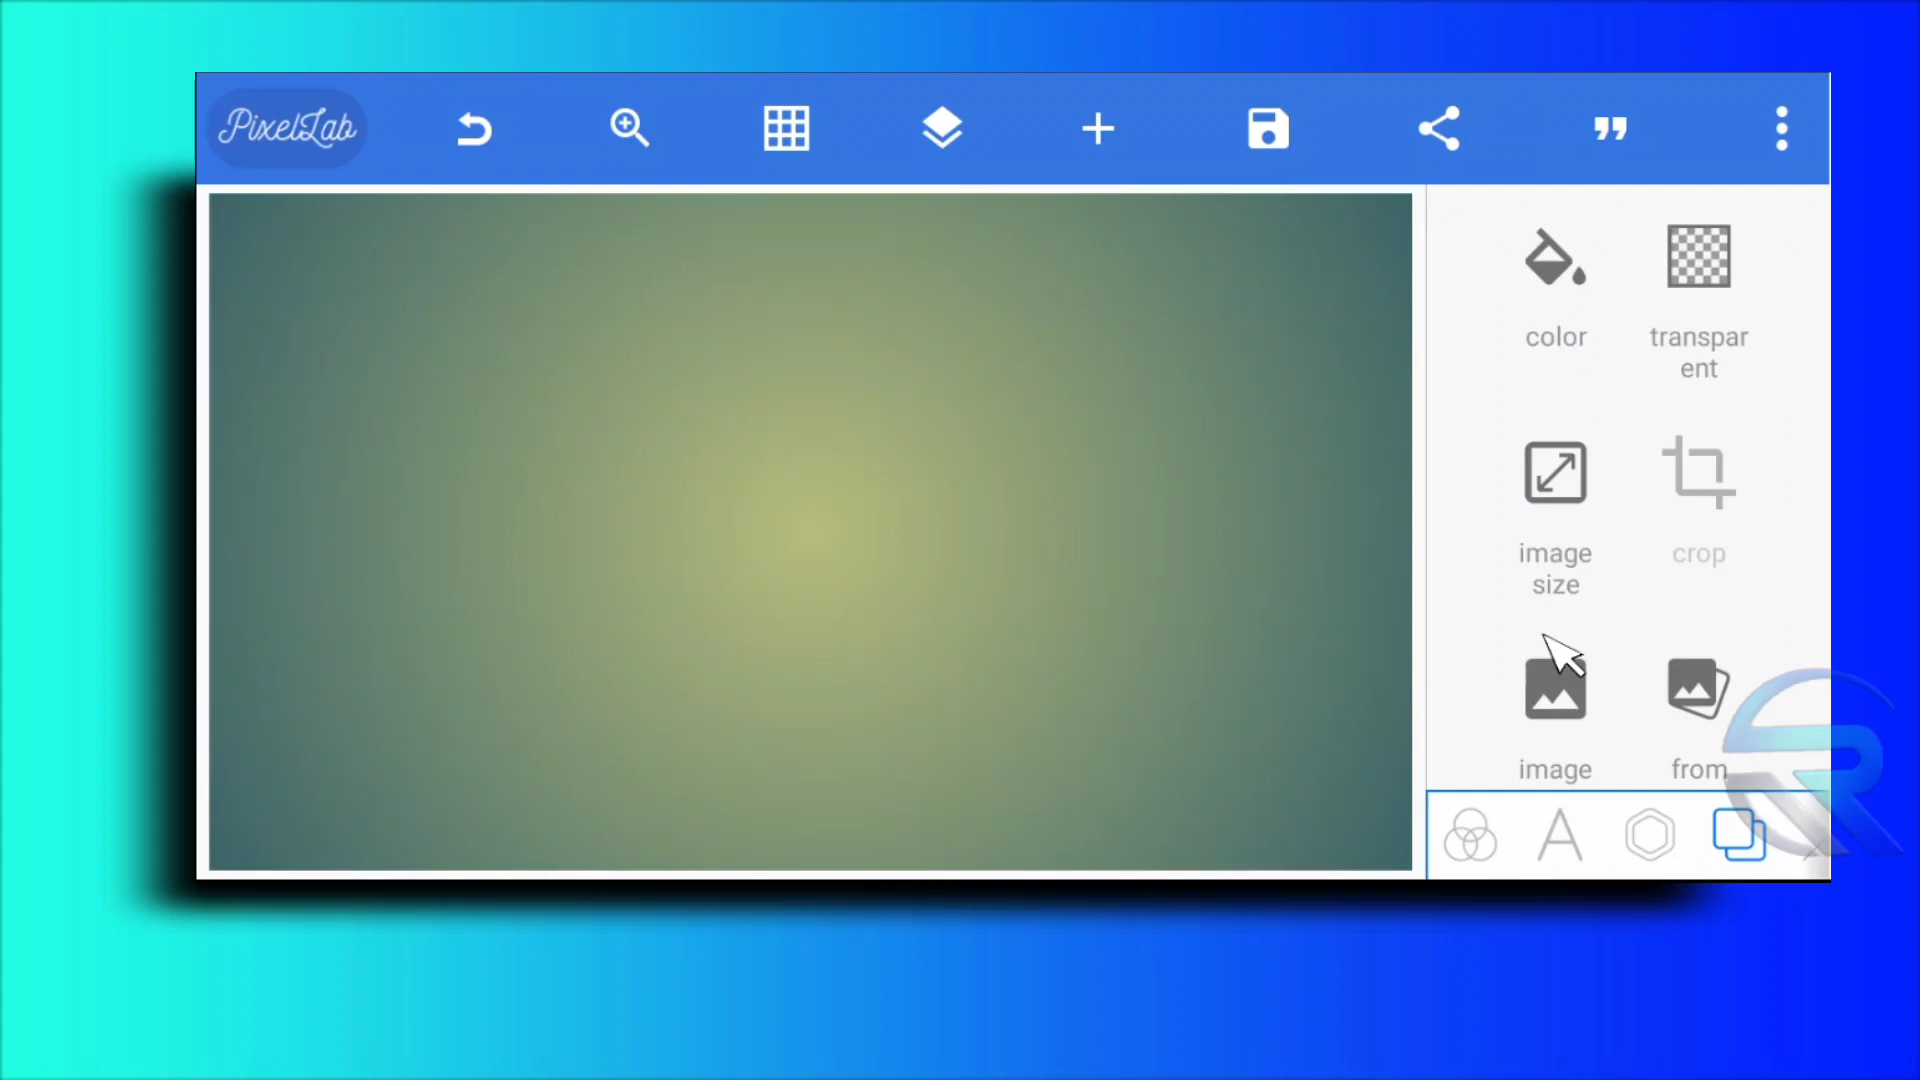 PixelLab
color
transpar
ent
image
size
crop
image
from